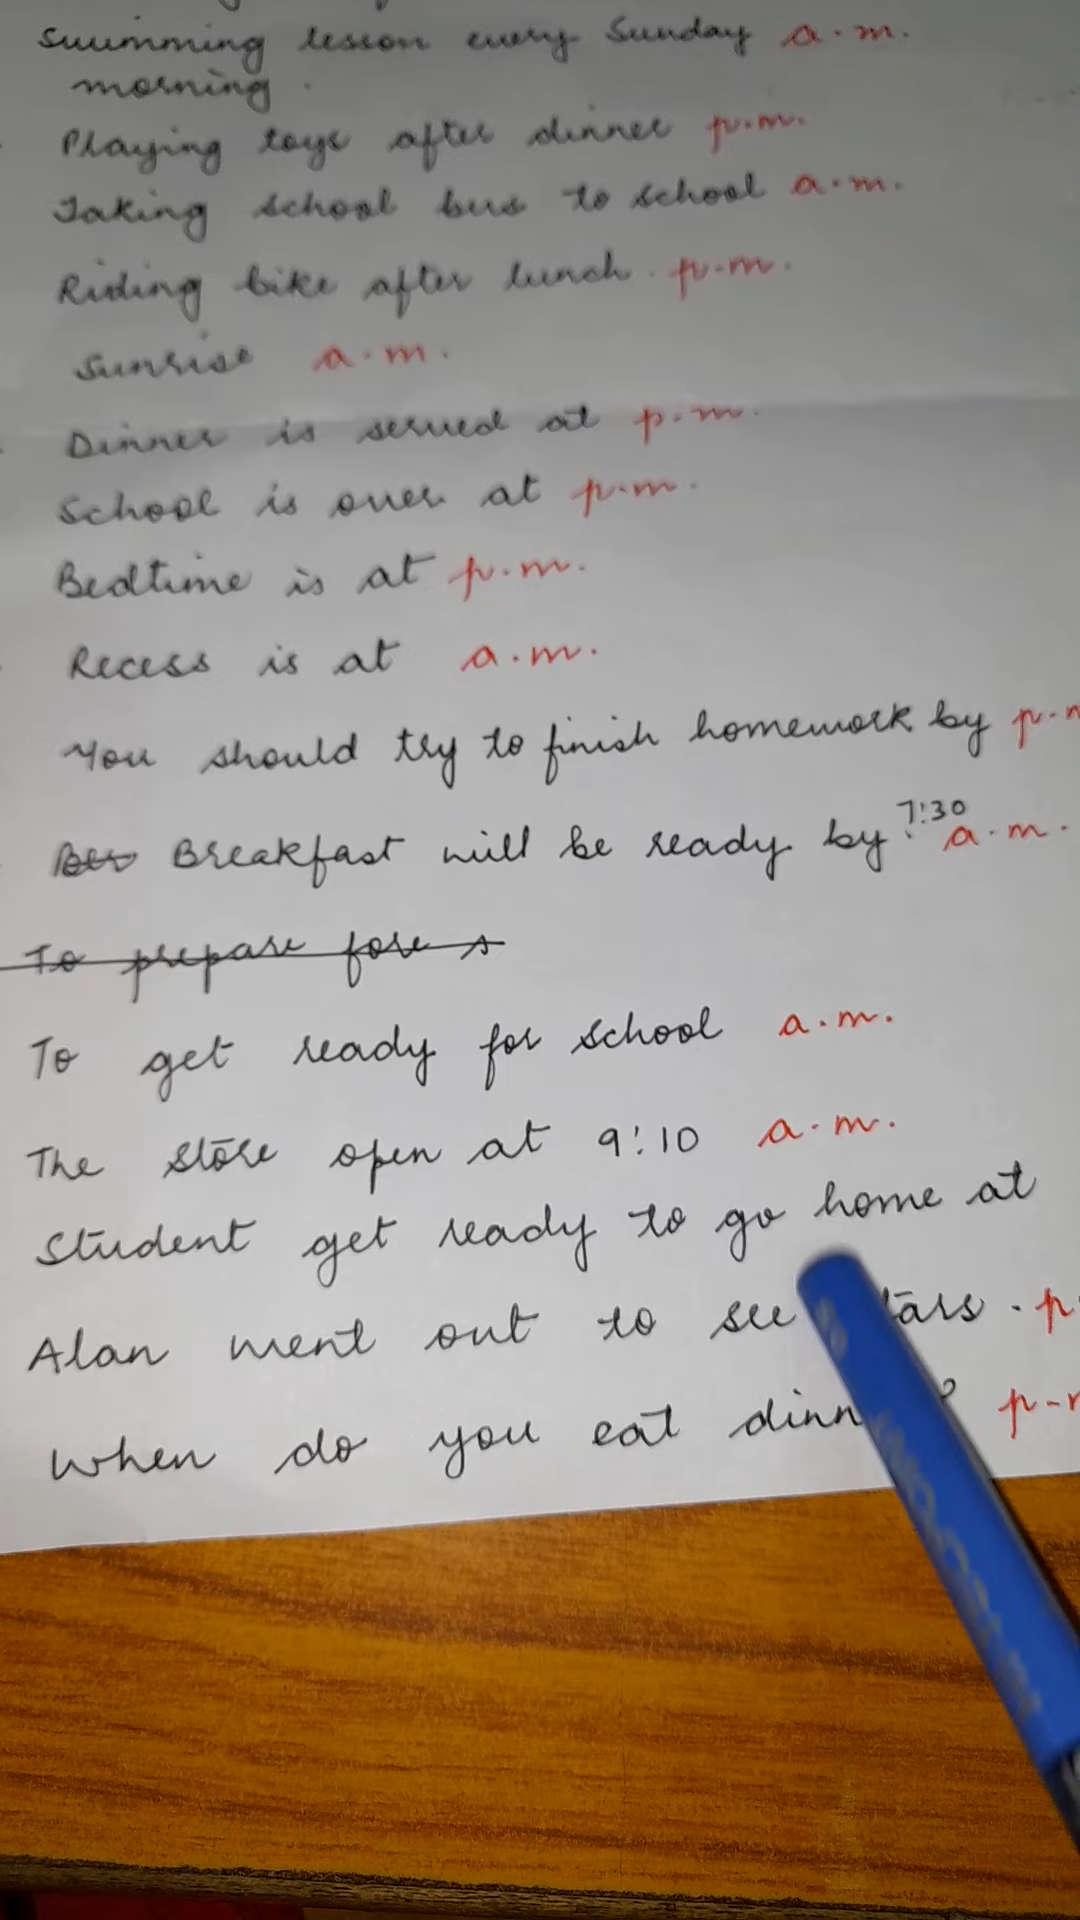 Swimming lesson every Sunday a.m.
morning.
Playing toys after dinner p.m.
Taking school bus to school a.m.
Riding bike after lunch. p.m.
Sunrise a.m.
Dinner is served at p.m.
School is over at p.m.
Bedtime is at p.m.
Recess is at a.m.
You should try to finish homework by p.
7:30
Breakfast will be ready by a.m.
To prepare fore s
To get ready for school a.m.
The store open at 9:10 a.m.
Student get ready to go home at
Alan went out to see tars. p
When do you eat dinn ? p